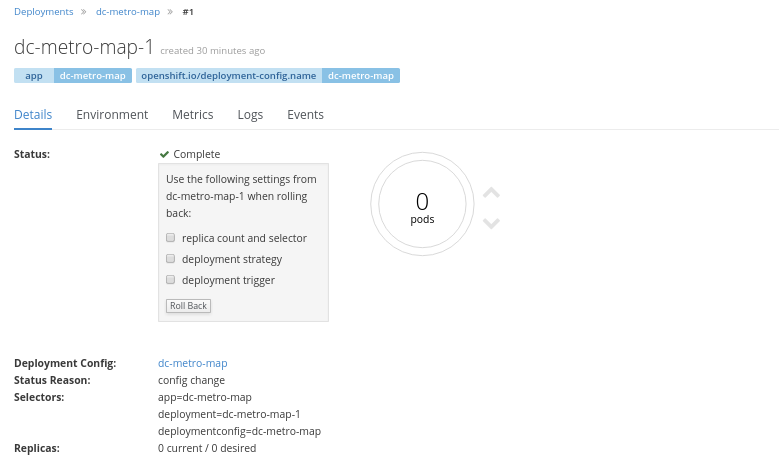 Deployments » dc-metro-map » #1
dc-metro-map-1 created 30 minutes ago
app dc-metro-map openshift.io/deployment-config.name dc-metro-map
Details Environment Metrics Logs Events
Status: Complete
Use the following settings from
dc-metro-map-1 when rolling
back:
replica count and selector
deployment strategy
deployment trigger
Roll Back
0
pods
Deployment Config: dc-metro-map
Status Reason: config change
Selectors: app=dc-metro-map
deployment=dc-metro-map-1
deploymentconfig=dc-metro-map
Replicas: 0 current / 0 desired